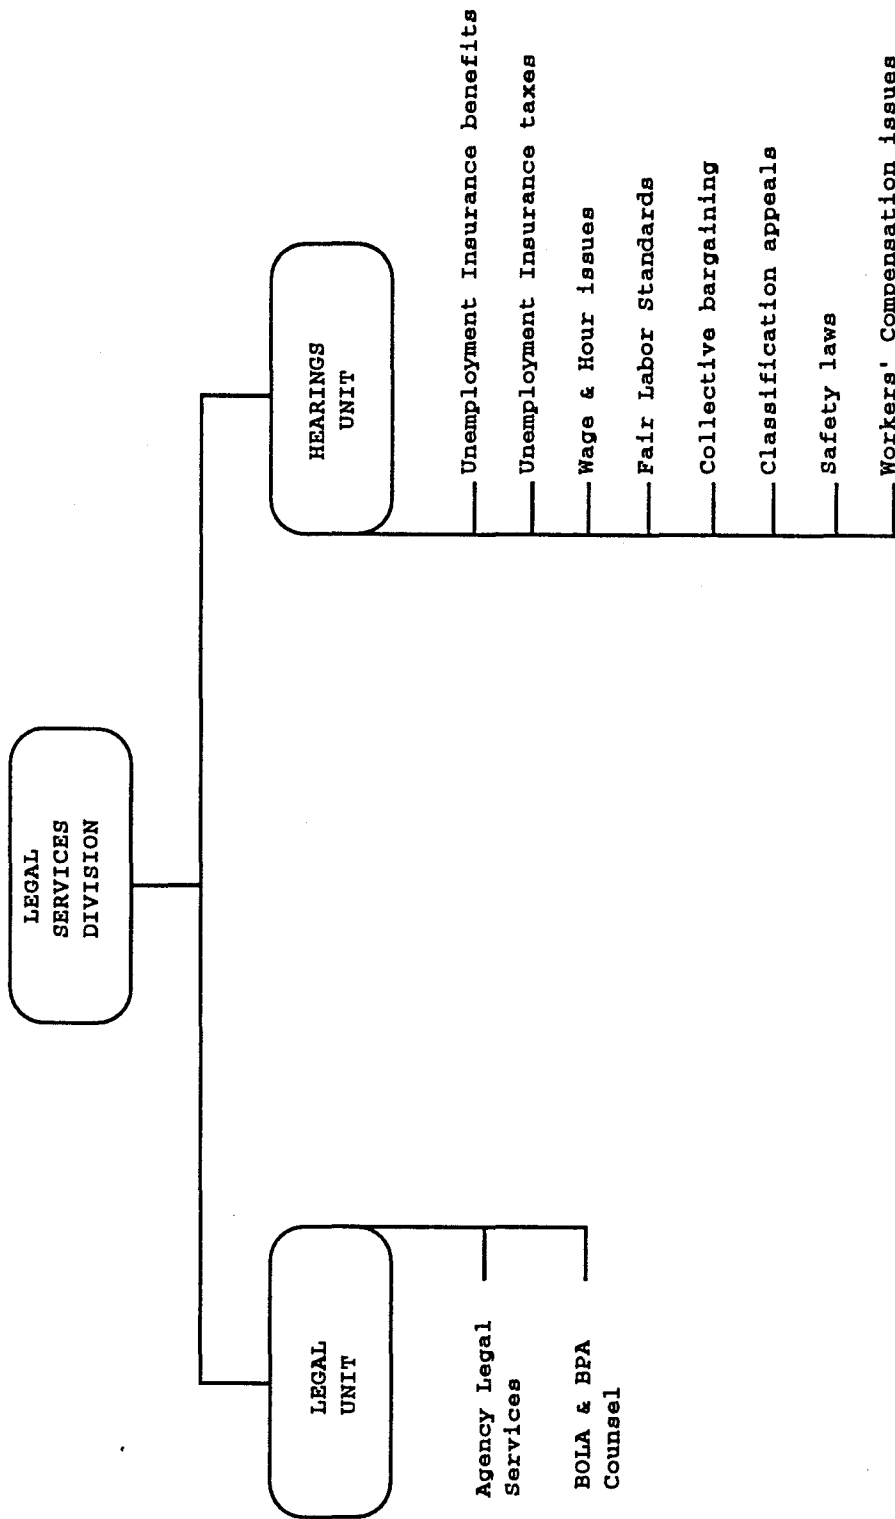 LEGAL
SERVICES
DIVISION
LEGAL
UNIT
Agency Legal
Services
BOLA & BPA
Counsel
HEARINGS
UNIT
Unemployment Insurance benefits
Unemployment Insurance taxes
Wage & Hour issues
Fair Labor Standards
Collective bargaining
Classification appeals
Safety laws
Workers' Compensation issues